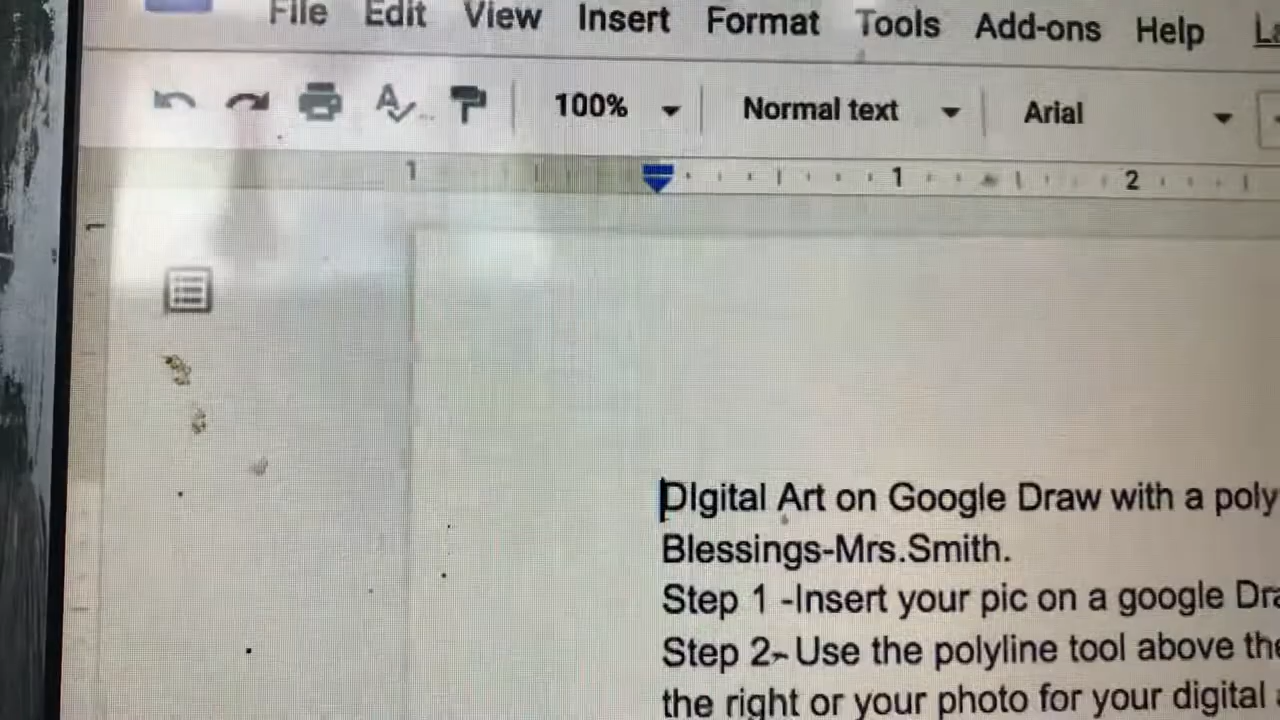 File Edit View Insert Format Tools Add-ons Help
100% Normal text Arial
1 1 2
1
DIgital Art on Google Draw with a poly
Blessings-Mrs.Smith.
Step 1 -Insert your pic on a google Dra
Step 2- Use the polyline tool above the
the right or your photo for your digital